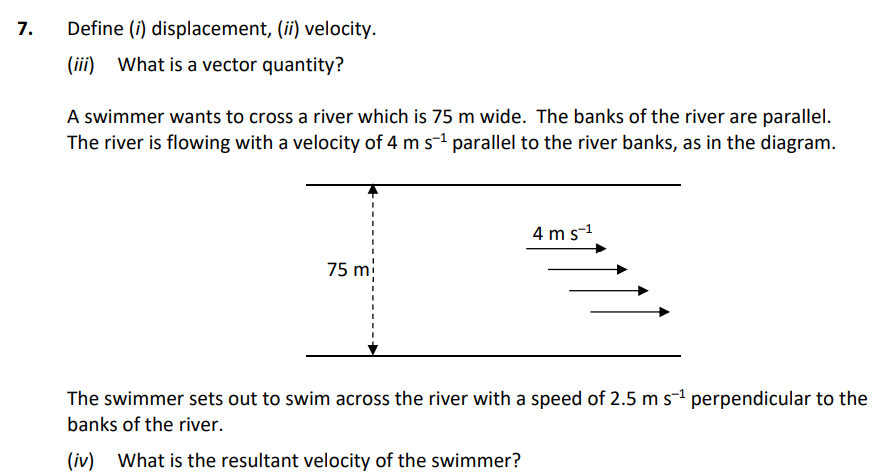 7. Define (i) displacement, (ii) velocity.
(iii) What is a vector quantity?
A swimmer wants to cross a river which is 75 m wide. The banks of the river are parallel.
The river is flowing with a velocity of 4 m s⁻¹ parallel to the river banks, as in the diagram.
4 m s⁻¹
75 m
The swimmer sets out to swim across the river with a speed of 2.5 m s⁻¹ perpendicular to the
banks of the river.
(iv) What is the resultant velocity of the swimmer?